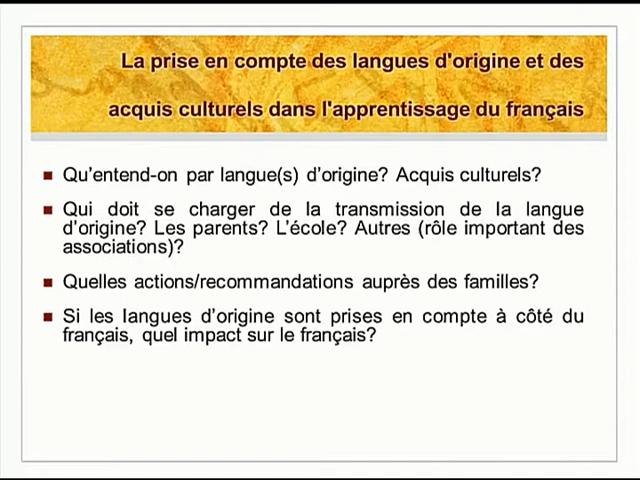 La prise en compte des langues d'origine et des
acquis culturels dans l'apprentissage du français
Qu'entend-on par langue(s) d'origine? Acquis culturels?
Qui doit se charger de la transmission de la langue
d'origine? Les parents? L'école? Autres (rôle important des
associations)?
Quelles actions/recommandations auprès des familles?
Si les langues d'origine sont prises en compte à côté du
français, quel impact sur le français?